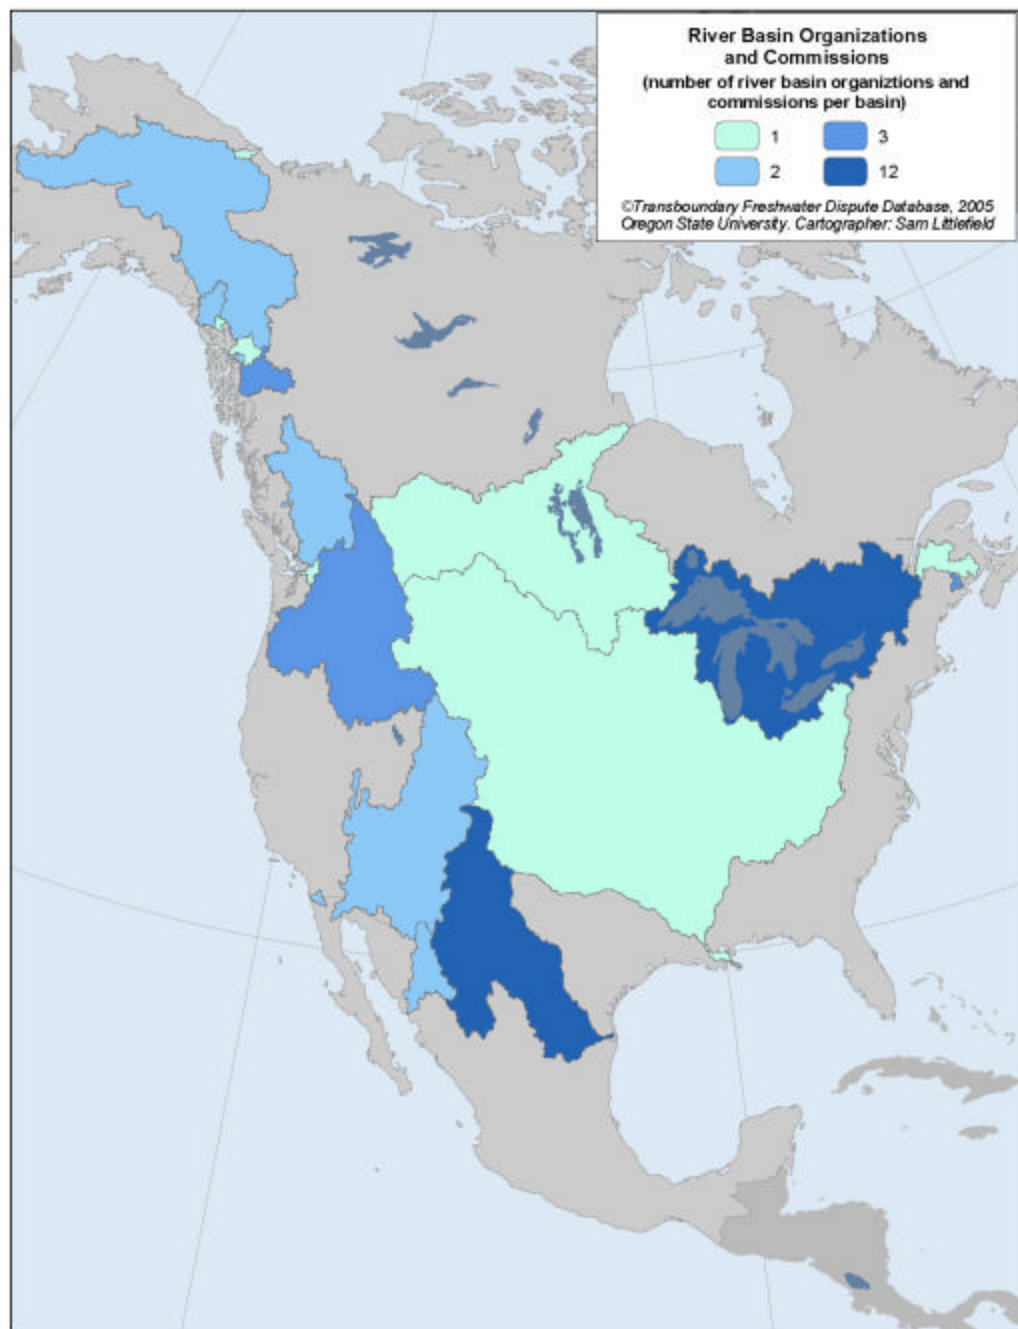 River Basin Organizations
and Commissions
(number of river basin organiztions and
commissions per basin)
1
3
2
12
©Transboundary Freshwater Dispute Database, 2005
Oregon State University. Cartographer: Sam Littlefield